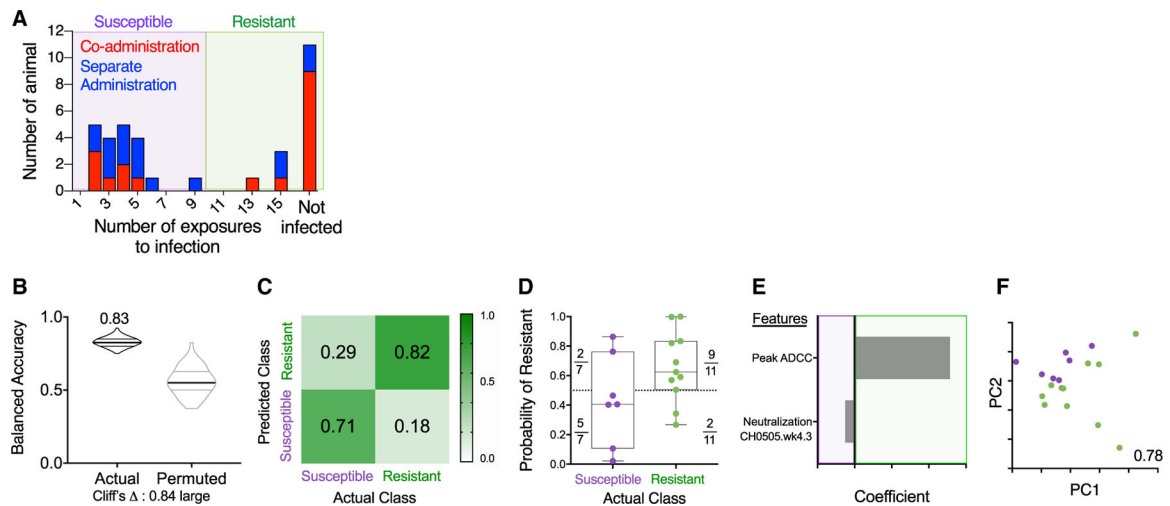 A
Susceptible
Resistant
12
10
8
6
4
2
0
Number of animal
Co-administration
Separate
Administration
1
3
5
7
9
11
13
15
Not
infected
Number of exposures
to infection
B
1.0
0.5
0.0
Balanced Accuracy
0.83
Actual
Permuted
Cliff's Δ : 0.84 large
C
Predicted Class
Resistant
Susceptible
0.29
0.82
0.71
0.18
Susceptible
Resistant
Actual Class
1.0
0.5
0.0
D
Probability of Resistant
1.0
0.8
0.6
0.4
0.2
0.0
2
7
5
7
9
11
2
11
Susceptible
Resistant
Actual Class
E
Features
Peak ADCC
Neutralization
CH0505.wk4.3
Coefficient
F
PC2
0.78
PC1